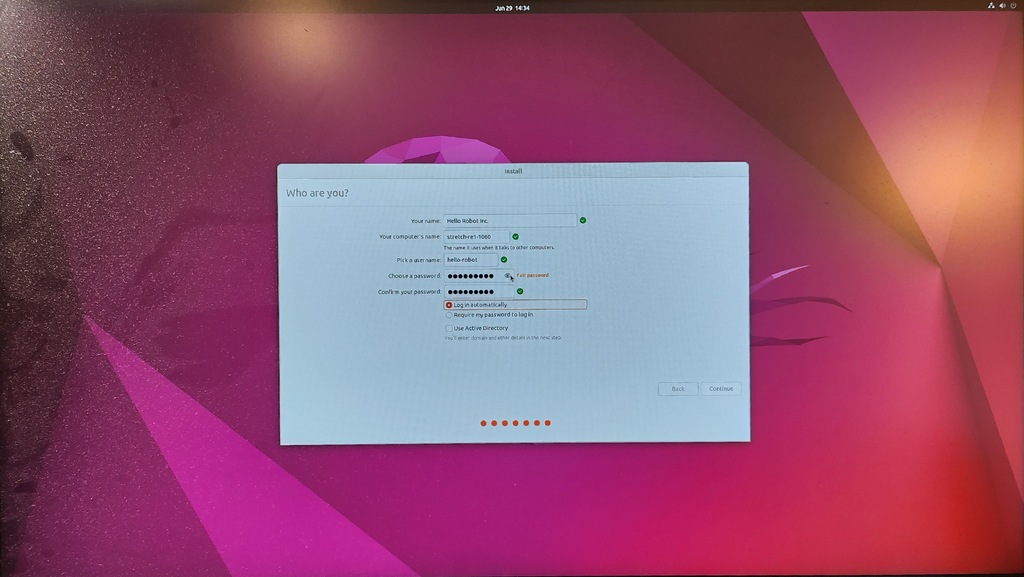 Jun 29 14:34
Install
Who are you?
Your name: Hello Robot Inc.
Your computer's name: stretch-re1-1060
The name it uses when it talks to other computers.
Pick a username: hello-robot
Choose a password: ●●●●●●●●● Fair password
Confirm your password: ●●●●●●●●●
Log in automatically
Require my password to log in
Use Active Directory
You'll enter domain and other details in the next step.
Back Continue